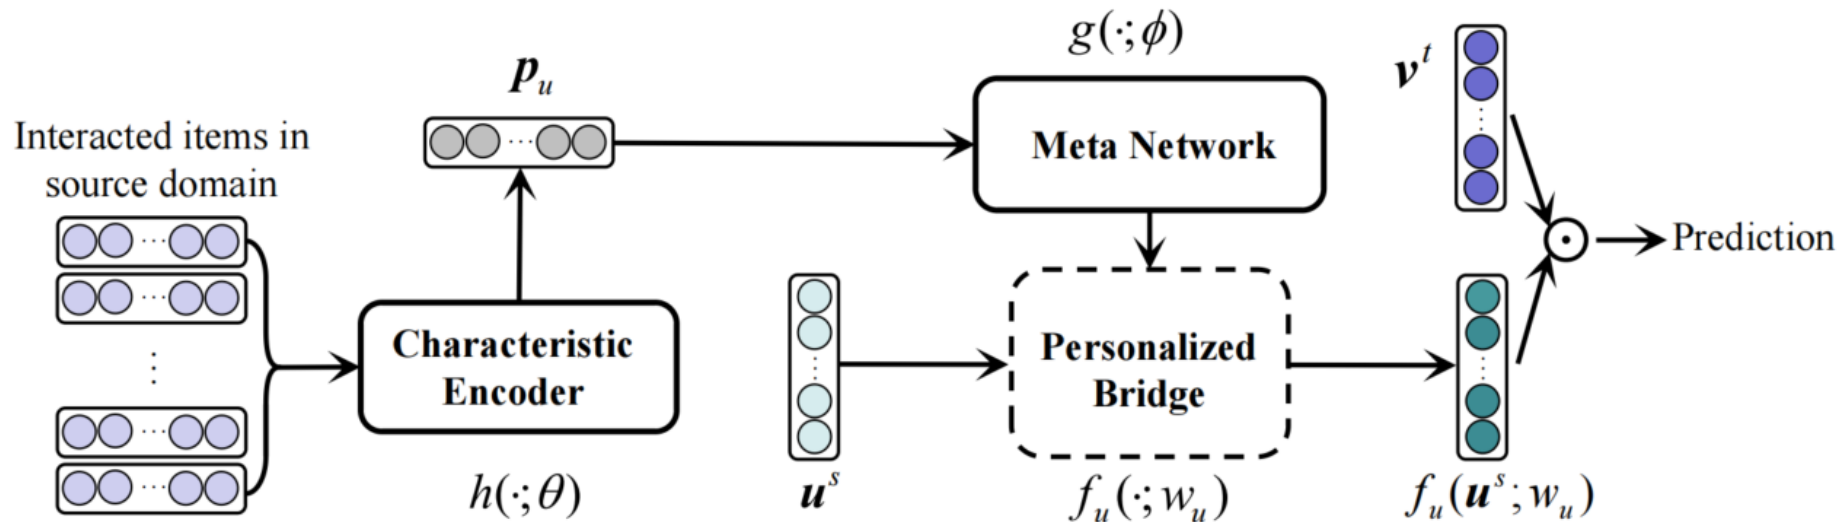 g(·;ϕ)
p_u
v^t
Interacted items in
source domain
Meta Network
Prediction
Characteristic
Encoder
Personalized
Bridge
h(·;θ)
u^s
f_u(·;w_u)
f_u(u^s;w_u)